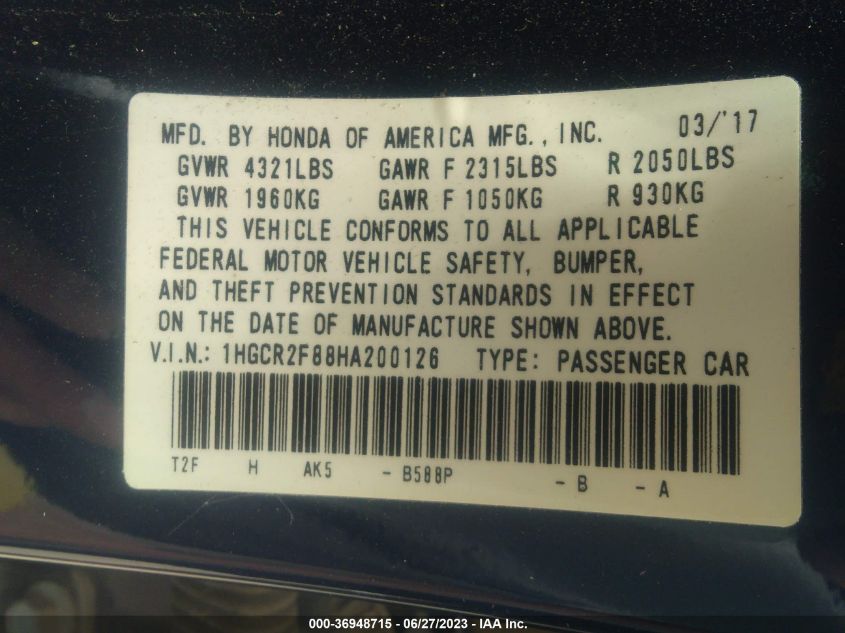 03/'17
MFD. BY HONDA OF AMERICA MFG., INC.
GVWR 4321LBS GAWR F 2315LBS R 2050LBS
GVWR 1960KG GAWR F 1050KG R 930KG
THIS VEHICLE CONFORMS TO ALL APPLICABLE
FEDERAL MOTOR VEHICLE SAFETY, BUMPER,
AND THEFT PREVENTION STANDARDS IN EFFECT
ON THE DATE OF MANUFACTURE SHOWN ABOVE.
V.I.N.: 1HGCR2F88HA200126 TYPE: PASSENGER CAR
T2F H AK5 - B588P - B - A
000-36948715 - 06/27/2023 - IAA Inc.